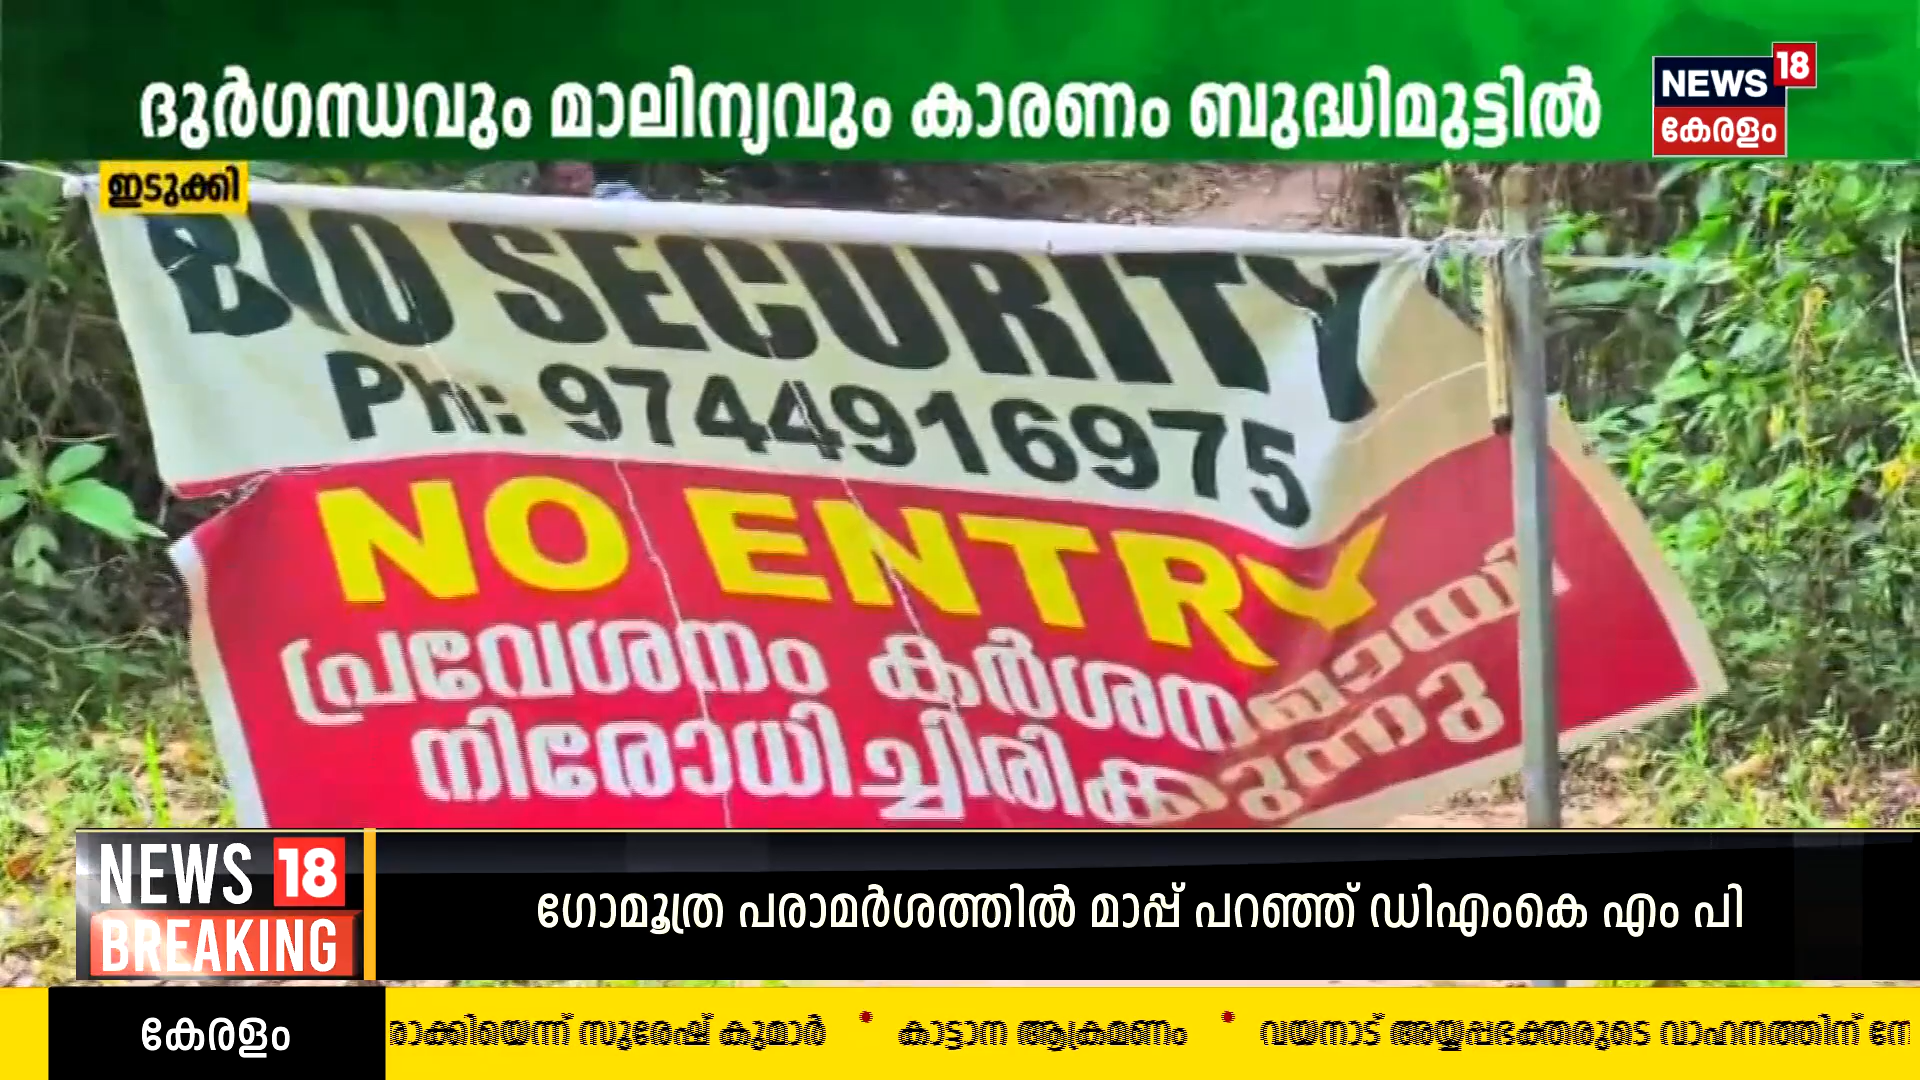 ദുർഗന്ധവും മാലിന്യവും കാരണം ബുദ്ധിമുട്ടിൽ
NEWS 18
കേരളം
ഇടുക്കി
BIO SECURITY
Ph: 9744916975
NO ENTRY
പ്രവേശനം കർശനമായി
നിരോധിച്ചിരിക്കുന്നു
NEWS 18
BREAKING
ഗോമൂത്ര പരാമർശത്തിൽ മാപ്പ് പറഞ്ഞ് ഡിഎംകെ എം പി
കേരളം
സുരേഷ് കുമാർ • കാട്ടാന ആക്രമണം • വയനാട് അയ്യപ്പഭക്തരുടെ വാഹനത്തിന്